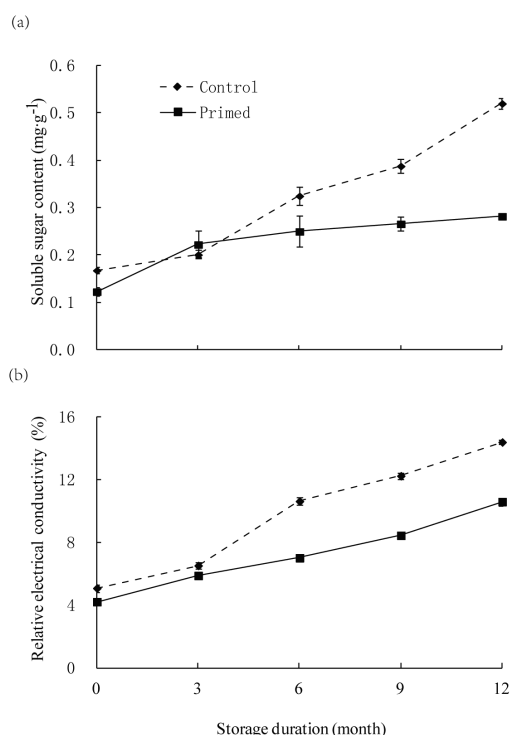 (a)
Soluble sugar content (mg·g-1)
0.6
0.5
0.4
0.3
0.2
0.1
0.0
Control
Primed
(b)
Relative electrical conductivity (%)
16
12
8
4
0
0 3 6 9 12
Storage duration (month)